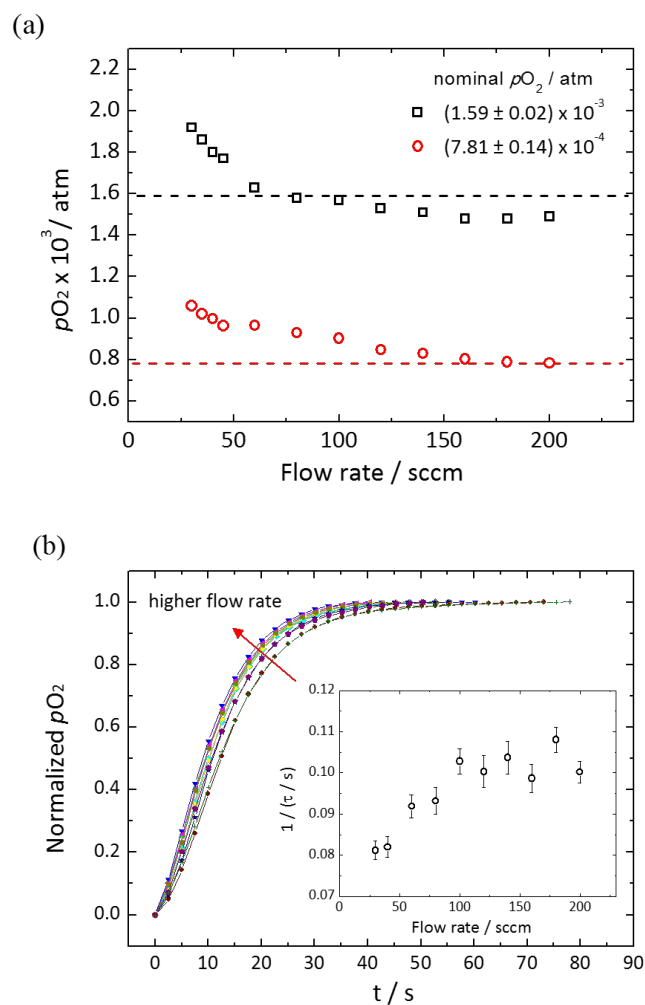 (a)
2.2
2.0
1.8
1.6
1.4
1.2
1.0
0.8
0.6
pO₂ x 10³/ atm
nominal pO₂ / atm
(1.59 ± 0.02) x 10⁻³
(7.81 ± 0.14) x 10⁻⁴
0 50 100 150 200
Flow rate / sccm
(b)
1.0
0.8
0.6
0.4
0.2
0.0
Normalized pO₂
higher flow rate
0.12
0.11
0.10
0.09
0.08
0.07
1 / (τ / s)
0 50 100 150 200
Flow rate / sccm
0 10 20 30 40 50 60 70 80 90
t / s